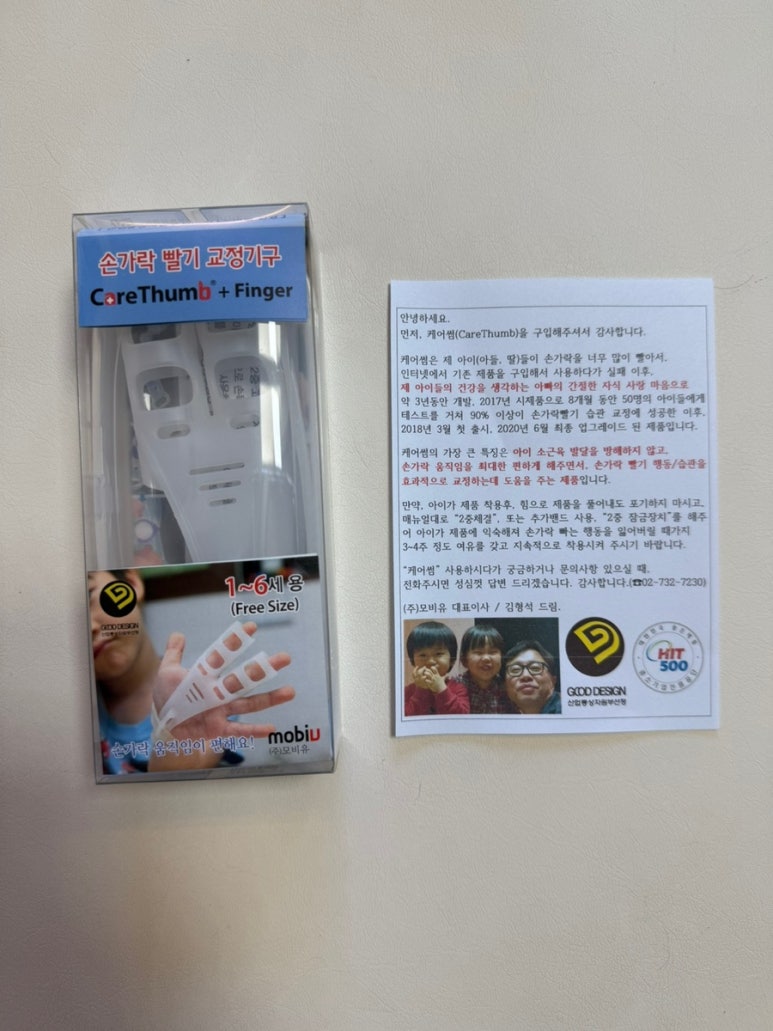 손가락 빨기 교정기구
CareThumb® + Finger
1~6세 용
(Free Size)
GOOD DESIGN
산업통상자원부선정
손가락 움직임이 편해요!
mobiu
(주)모비유
안녕하세요.
먼저, 케어썸(CareThumb)을 구입해주셔서 감사합니다.
케어썸은 제 아이(아들, 딸)들이 손가락을 너무 많이 빨아서.
인터넷에서 기존 제품을 구입해서 사용하다가 실패 이후,
제 아이들의 건강을 생각하는 아빠의 간절한 자식 사랑 마음으로
약 3년동안 개발, 2017년 시제품으로 8개월 동안 50명의 아이들에게
테스트를 거쳐 90% 이상이 손가락빨기 습관 교정에 성공한 이후,
2018년 3월 첫 출시, 2020년 6월 최종 업그레이드 된 제품입니다.
케어썸의 가장 큰 특징은 아이 소근육 발달을 방해하지 않고,
손가락 움직임을 최대한 편하게 해주면서, 손가락 빨기 행동/습관을
효과적으로 교정하는데 도움을 주는 제품입니다.
만약, 아이가 제품 착용후, 힘으로 제품을 풀어내도 포기하지 마시고,
매뉴얼대로 "2중체결", 또는 추가밴드 사용, "2중 잠금장치"를 해주
어 아이가 제품에 익숙해져 손가락 빠는 행동을 잃어버릴 때가지
3~4주 정도 여유를 갖고 지속적으로 착용시켜 주시기 바랍니다.
"케어썸" 사용하시다가 궁금하거나 문의사항 있으실 때,
전화주시면 성심껏 답변 드리겠습니다. 감사합니다.(☎02-732-7230)
(주)모비유 대표이사 / 김형석 드림.
GOOD DESIGN
산업통상자원부선정
HIT
500